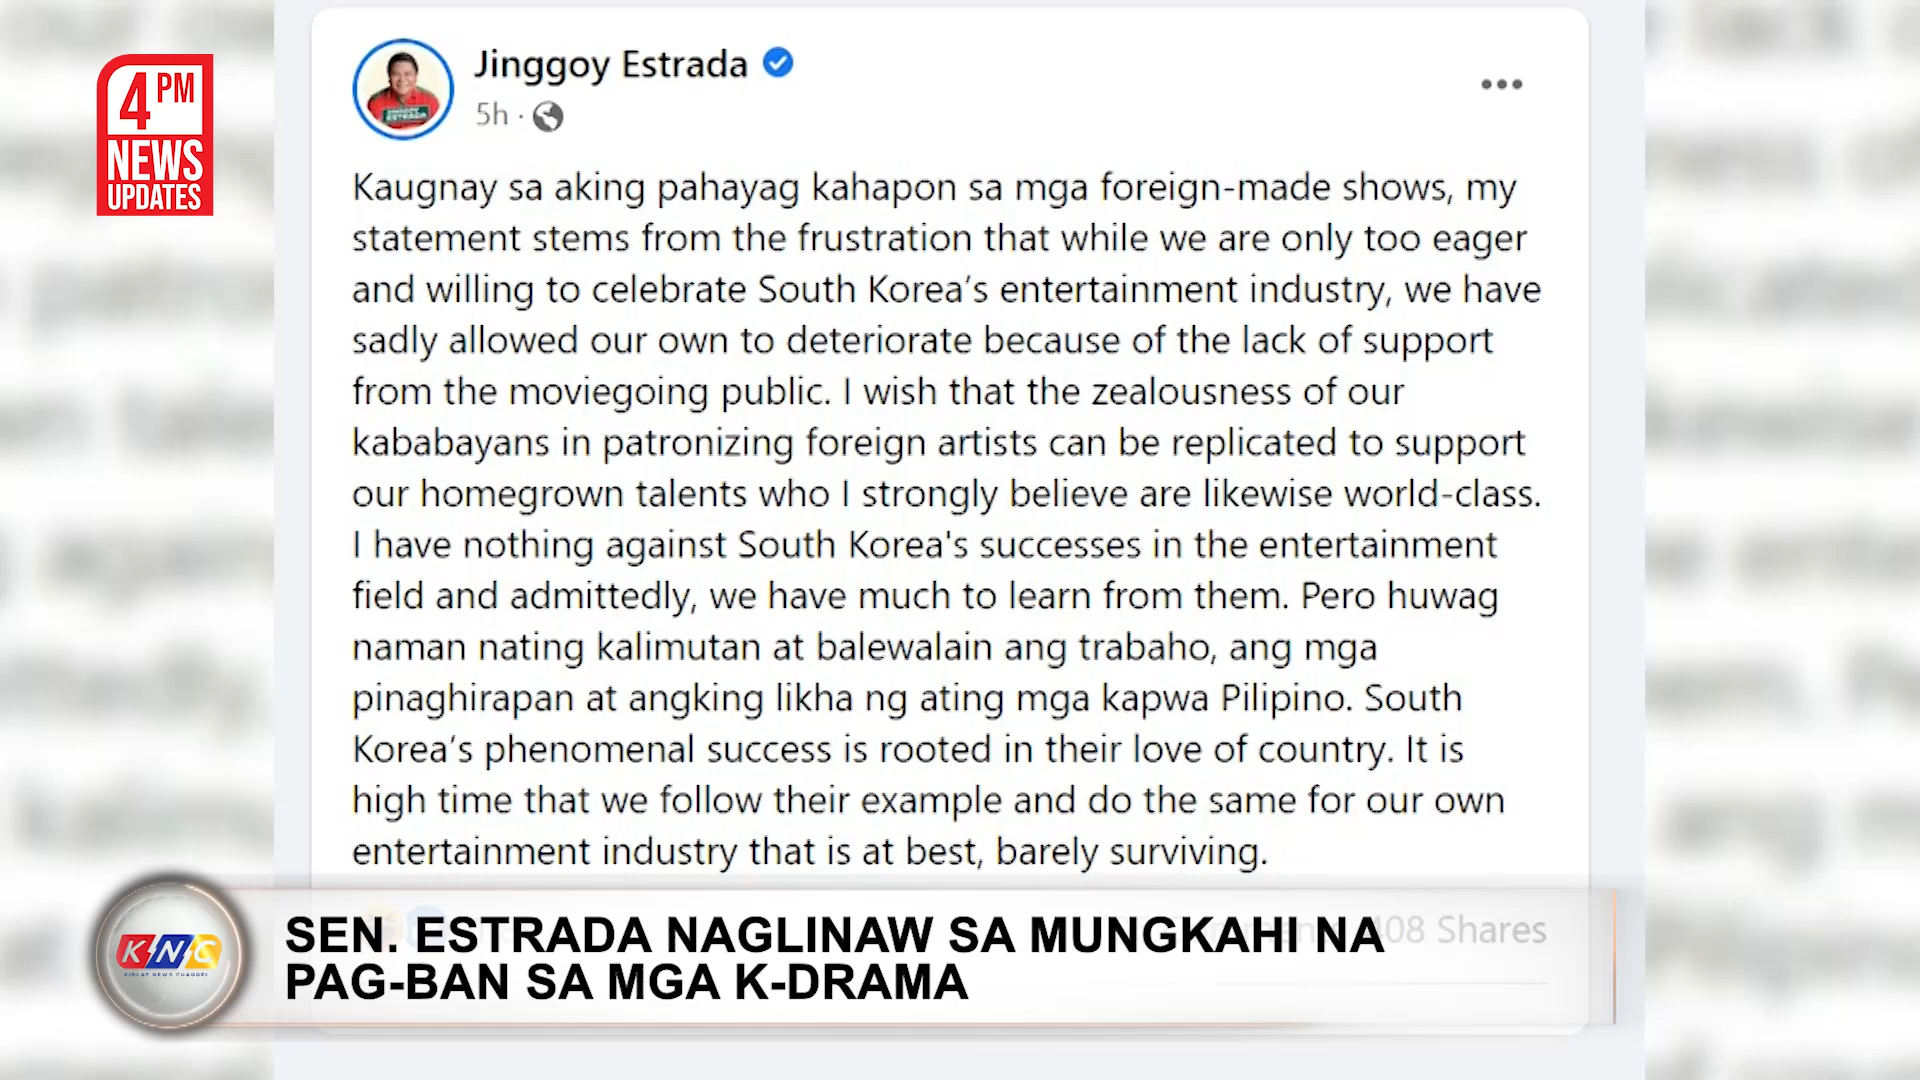 4 PM
NEWS
UPDATES
Jinggoy Estrada
5h ·
Kaugnay sa aking pahayag kahapon sa mga foreign-made shows, my
statement stems from the frustration that while we are only too eager
and willing to celebrate South Korea’s entertainment industry, we have
sadly allowed our own to deteriorate because of the lack of support
from the moviegoing public. I wish that the zealousness of our
kababayans in patronizing foreign artists can be replicated to support
our homegrown talents who I strongly believe are likewise world-class.
I have nothing against South Korea's successes in the entertainment
field and admittedly, we have much to learn from them. Pero huwag
naman nating kalimutan at balewalain ang trabaho, ang mga
pinaghirapan at angking likha ng ating mga kapwa Pilipino. South
Korea’s phenomenal success is rooted in their love of country. It is
high time that we follow their example and do the same for our own
entertainment industry that is at best, barely surviving.
408 Shares
KNC
SEN. ESTRADA NAGLINAW SA MUNGKAHI NA
PAG-BAN SA MGA K-DRAMA